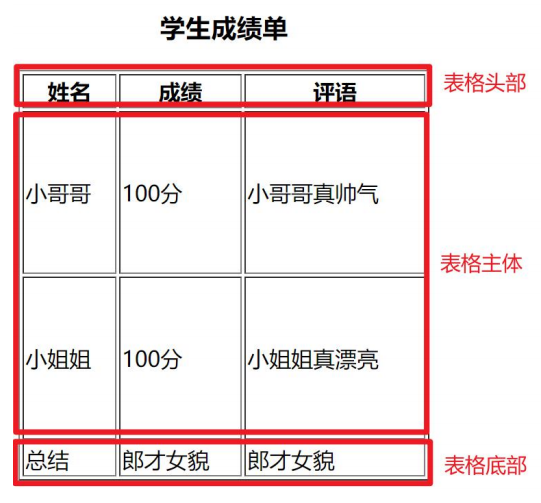 学生成绩单
姓名 成绩 评语 表格头部
小哥哥 100分 小哥哥真帅气
表格主体
小姐姐 100分 小姐姐真漂亮
总结 郎才女貌 郎才女貌 表格底部